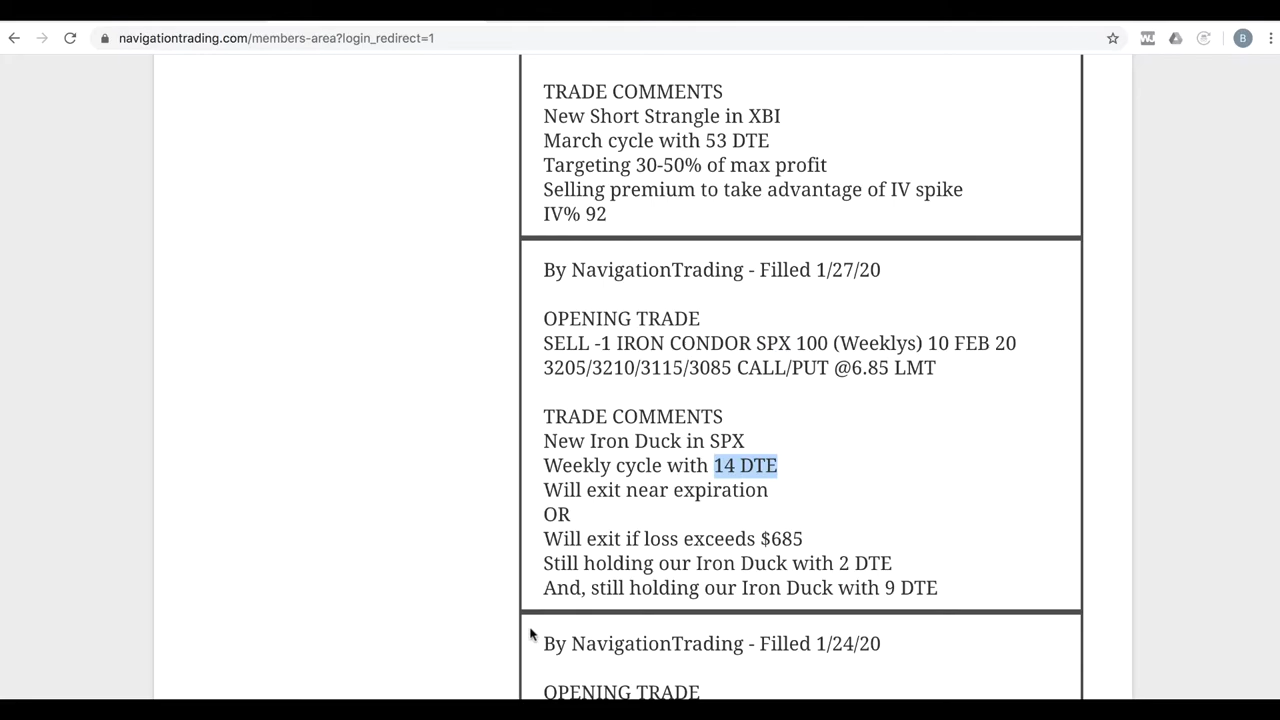 navigationtrading.com/members-area?login_redirect=1
B
TRADE COMMENTS
New Short Strangle in XBI
March cycle with 53 DTE
Targeting 30-50% of max profit
Selling premium to take advantage of IV spike
IV% 92
By NavigationTrading - Filled 1/27/20
OPENING TRADE
SELL -1 IRON CONDOR SPX 100 (Weeklys) 10 FEB 20
3205/3210/3115/3085 CALL/PUT @6.85 LMT
TRADE COMMENTS
New Iron Duck in SPX
Weekly cycle with 14 DTE
Will exit near expiration
OR
Will exit if loss exceeds $685
Still holding our Iron Duck with 2 DTE
And, still holding our Iron Duck with 9 DTE
By NavigationTrading - Filled 1/24/20
OPENING TRADE